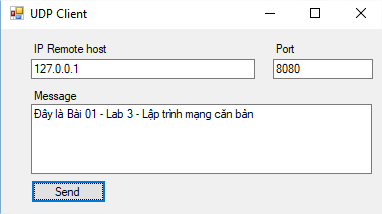 UDP Client
IP Remote host
Port
127.0.0.1
8080
Message
Đây là Bài 01 - Lab 3 - Lập trình mạng căn bản
Send